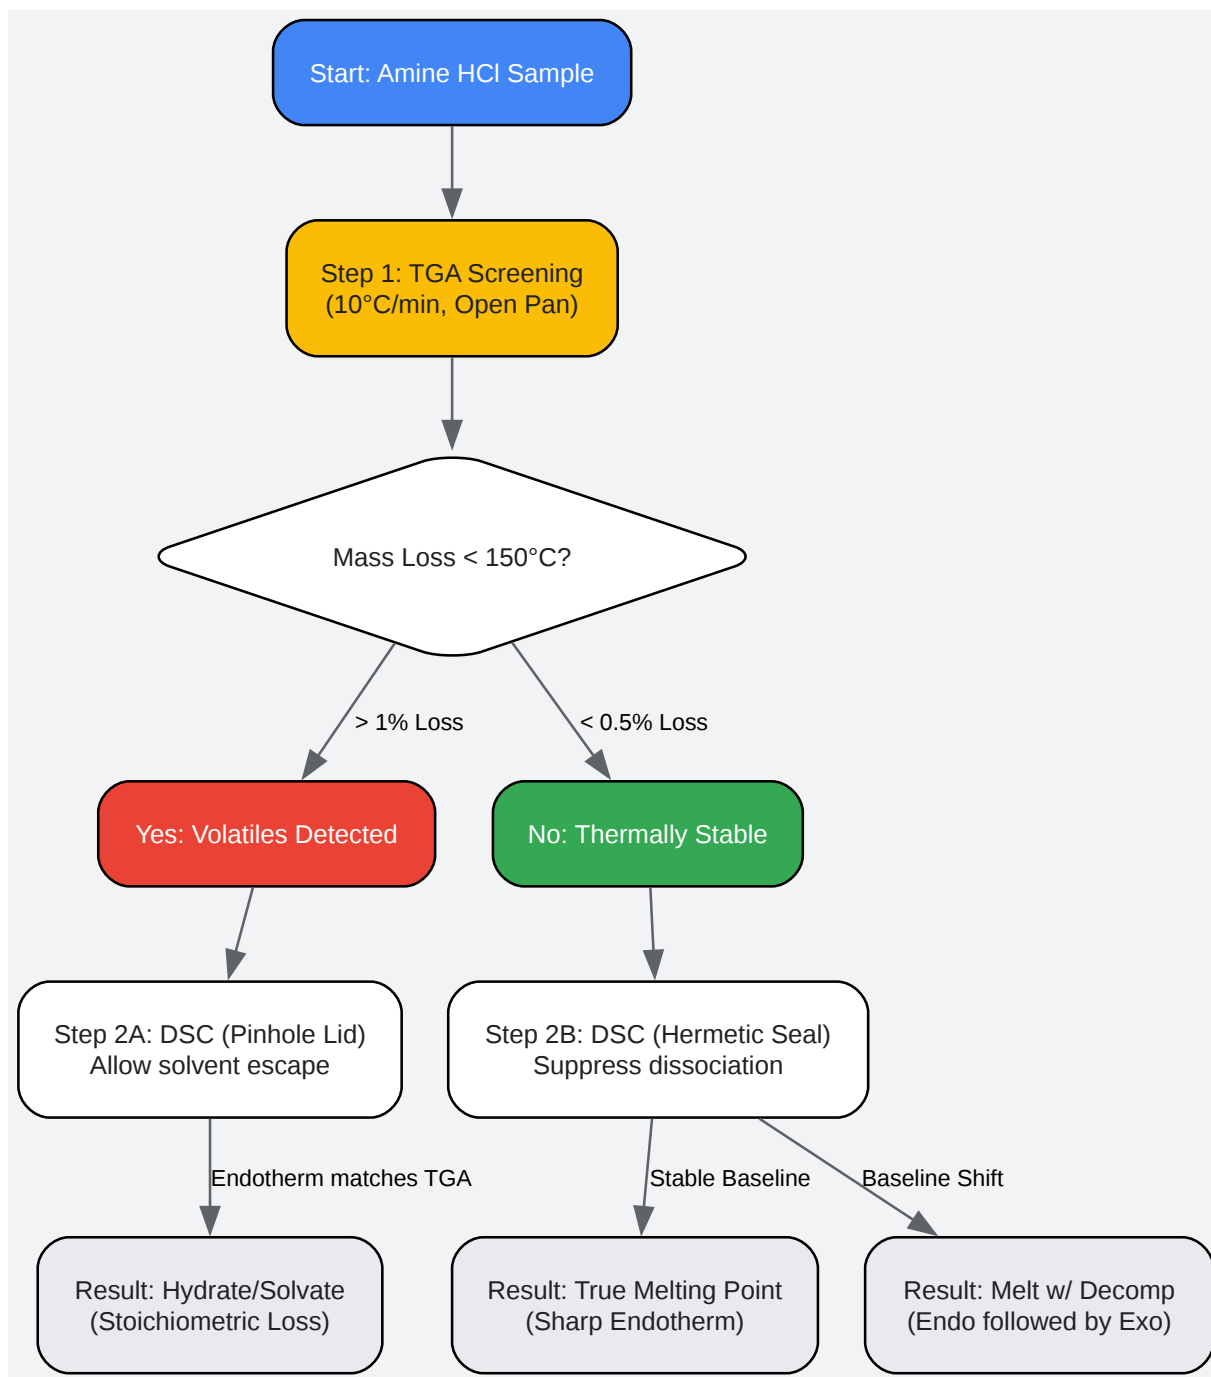 Start: Amine HCl Sample
Step 1: TGA Screening
(10°C/min, Open Pan)
Mass Loss < 150°C?
> 1% Loss
< 0.5% Loss
Yes: Volatiles Detected
No: Thermally Stable
Step 2A: DSC (Pinhole Lid)
Allow solvent escape
Step 2B: DSC (Hermetic Seal)
Suppress dissociation
Endotherm matches TGA
Stable Baseline
Baseline Shift
Result: Hydrate/Solvate
(Stoichiometric Loss)
Result: True Melting Point
(Sharp Endotherm)
Result: Melt w/ Decomp
(Endo followed by Exo)